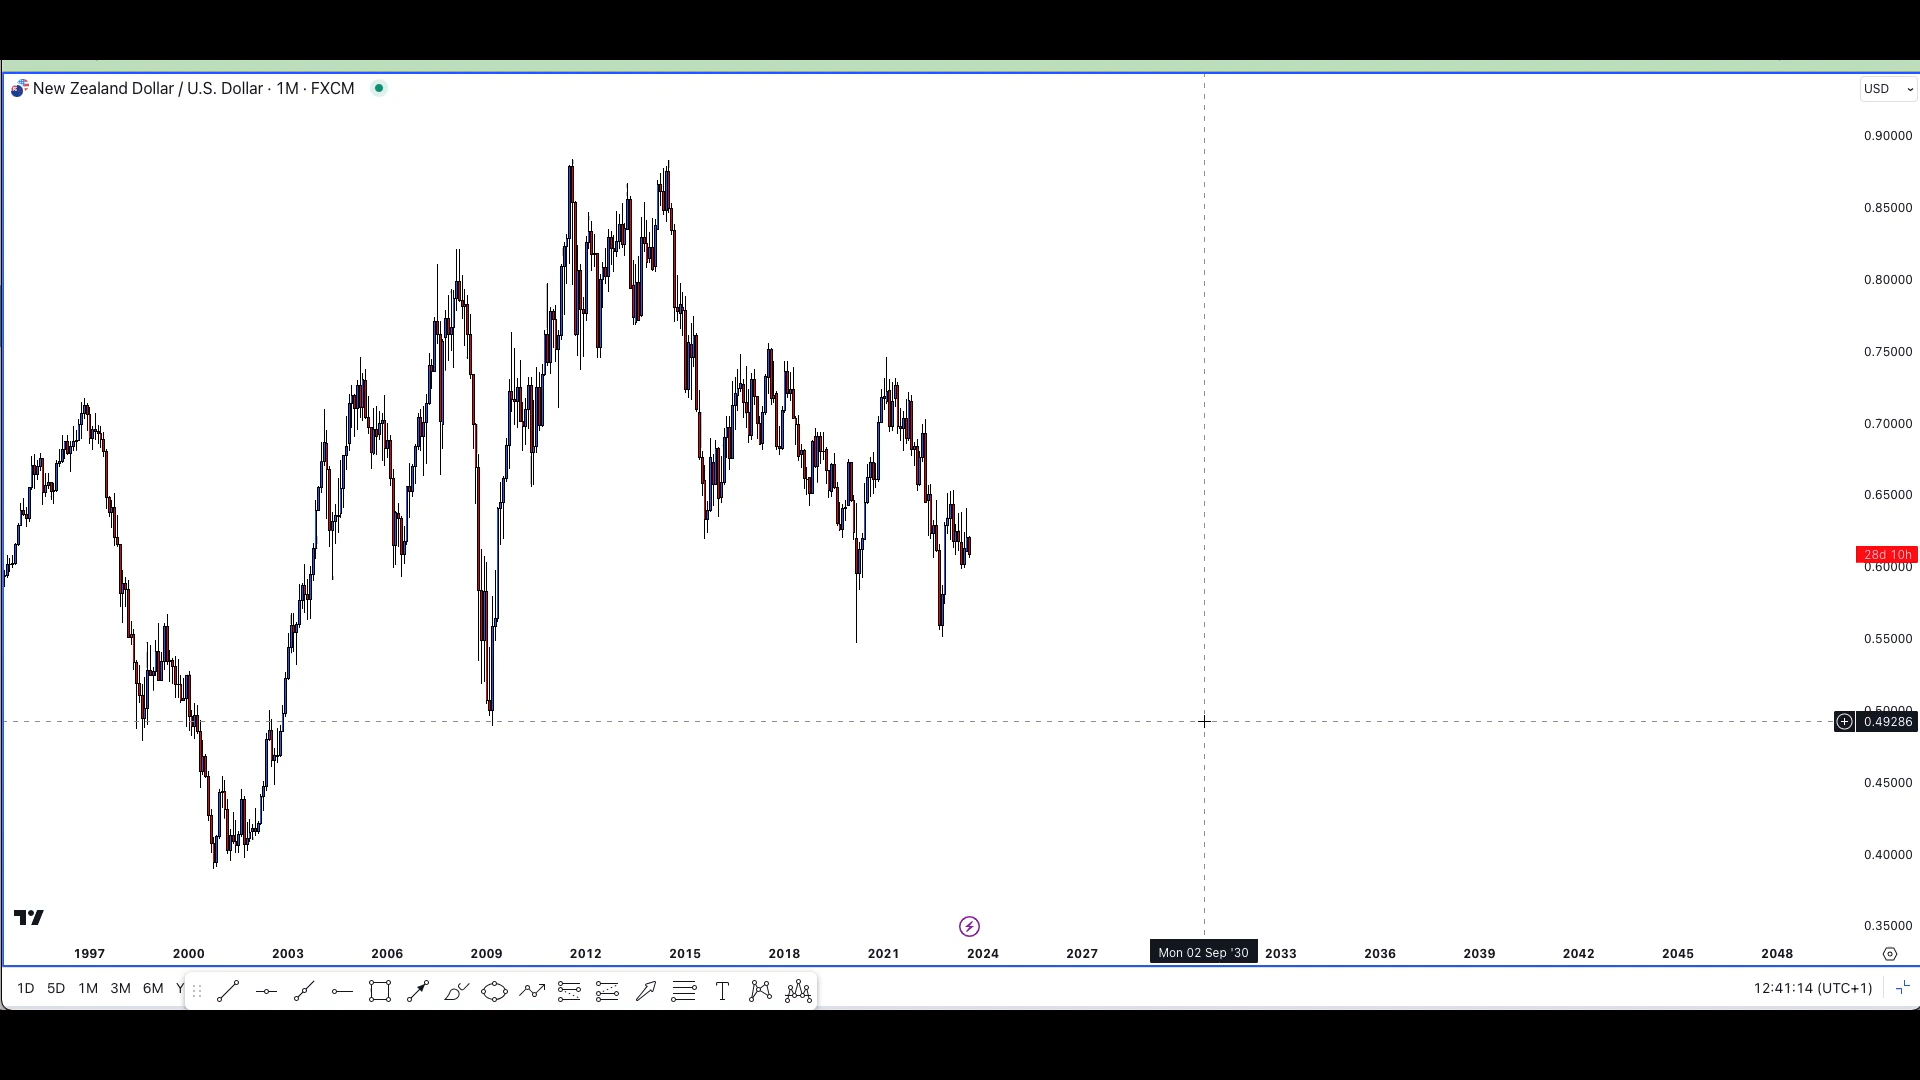 New Zealand Dollar / U.S. Dollar · 1M · FXCM
USD
0.90000
0.85000
0.80000
0.75000
0.70000
0.65000
28d 10h
0.60000
0.55000
0.50000
0.49286
0.45000
0.40000
0.35000
1997 2000 2003 2006 2009 2012 2015 2018 2021 2024 2027 Mon 02 Sep '30 2033 2036 2039 2042 2045 2048
1D 5D 1M 3M 6M Y T 12:41:14 (UTC+1)